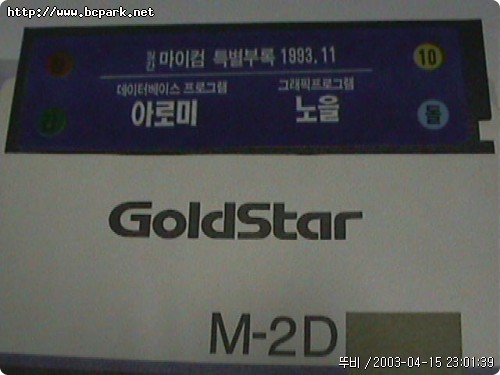 http://www.bcpark.net
마이컴 특별부록 1993.11
10
데이터베이스 프로그램 그래픽프로그램
아로미 노을
돌
GoldStar
M-2D
뚜비 / 2003-04-15 23:01:39